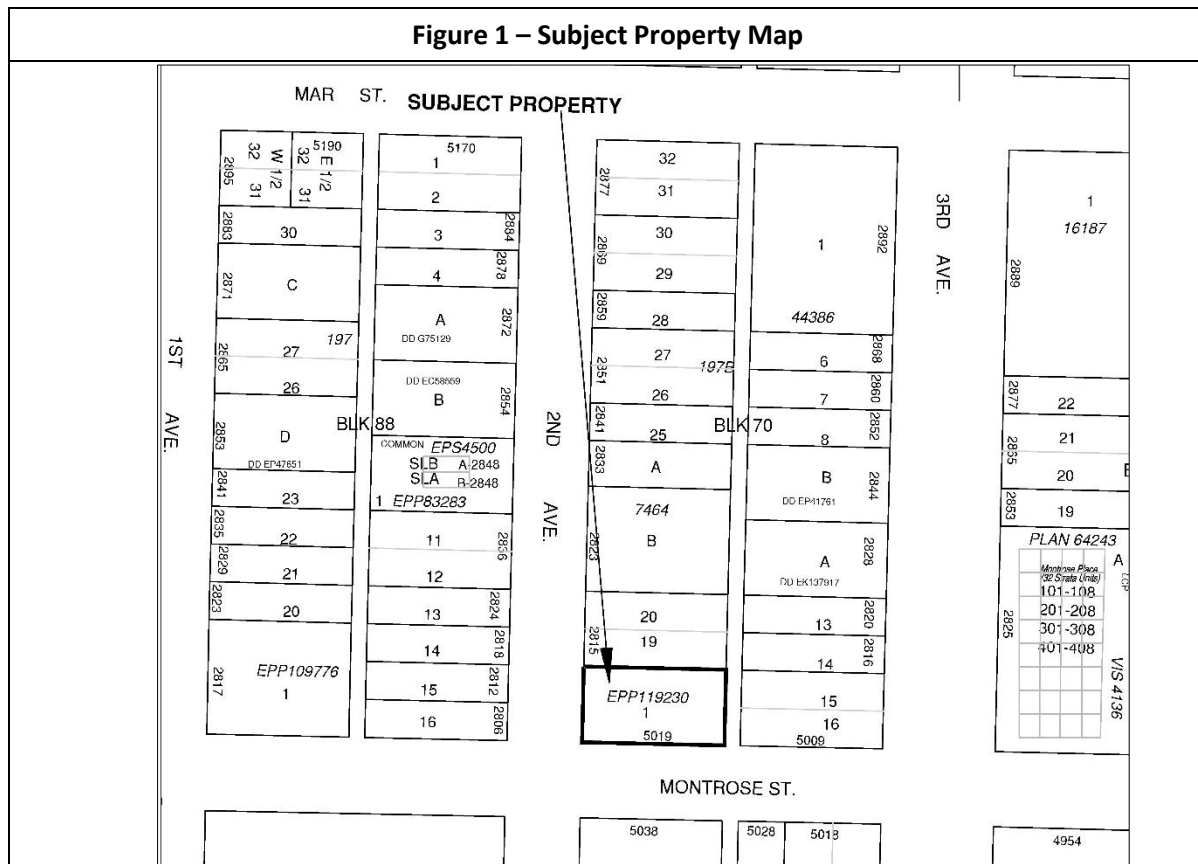 Figure 1 – Subject Property Map
MAR ST.
SUBJECT PROPERTY
1ST AVE.
2895
W 1/2
32 31
5190
E 1/2
32 31
2883
30
2871
C
197
2865
27
26
2853
D
DD EP47651
2841
23
2835
22
2829
21
2823
20
2817
EPP109776
1
BLK 88
5170
1
2
3
2884
4
2878
A
2872
DD G75129
DD EC58659
B
2854
COMMON EPS4500
SLB A-2848
SLA B-2848
1 EPP83283
11
2836
12
13
2824
14
2818
15
2812
16
2806
2ND AVE.
32
2877
31
30
2869
29
2859
28
27
2851
197B
26
2841
25
BLK 70
2833
A
7464
2823
B
20
2815
19
EPP119230
1
5019
1
2892
44386
6
2868
7
2860
8
2852
B
2844
DD EP41761
A
2828
DD EK137917
13
2820
14
2816
15
16
5009
3RD AVE.
1
16187
2889
2877
22
21
2865
20
2853
19
PLAN 64243
A
LCP
Montrose Place
(32 Strata Units)
101-108
201-208
301-308
401-408
2825
VIS 4136
MONTROSE ST.
5038
5028
5018
4954